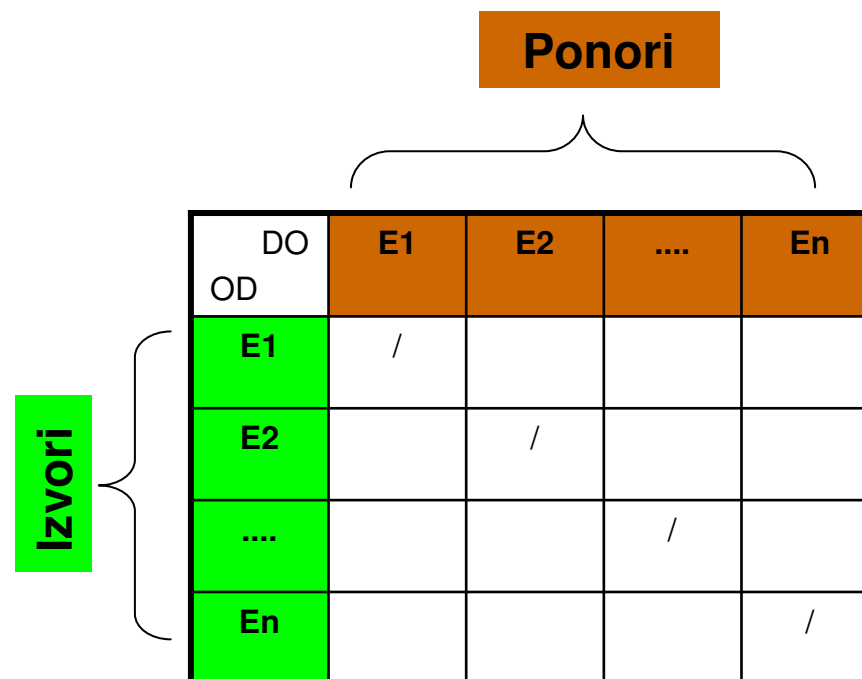 Ponori
DO E1 E2 .... En
OD
Izvori
E1 /
E2 /
.... /
En /